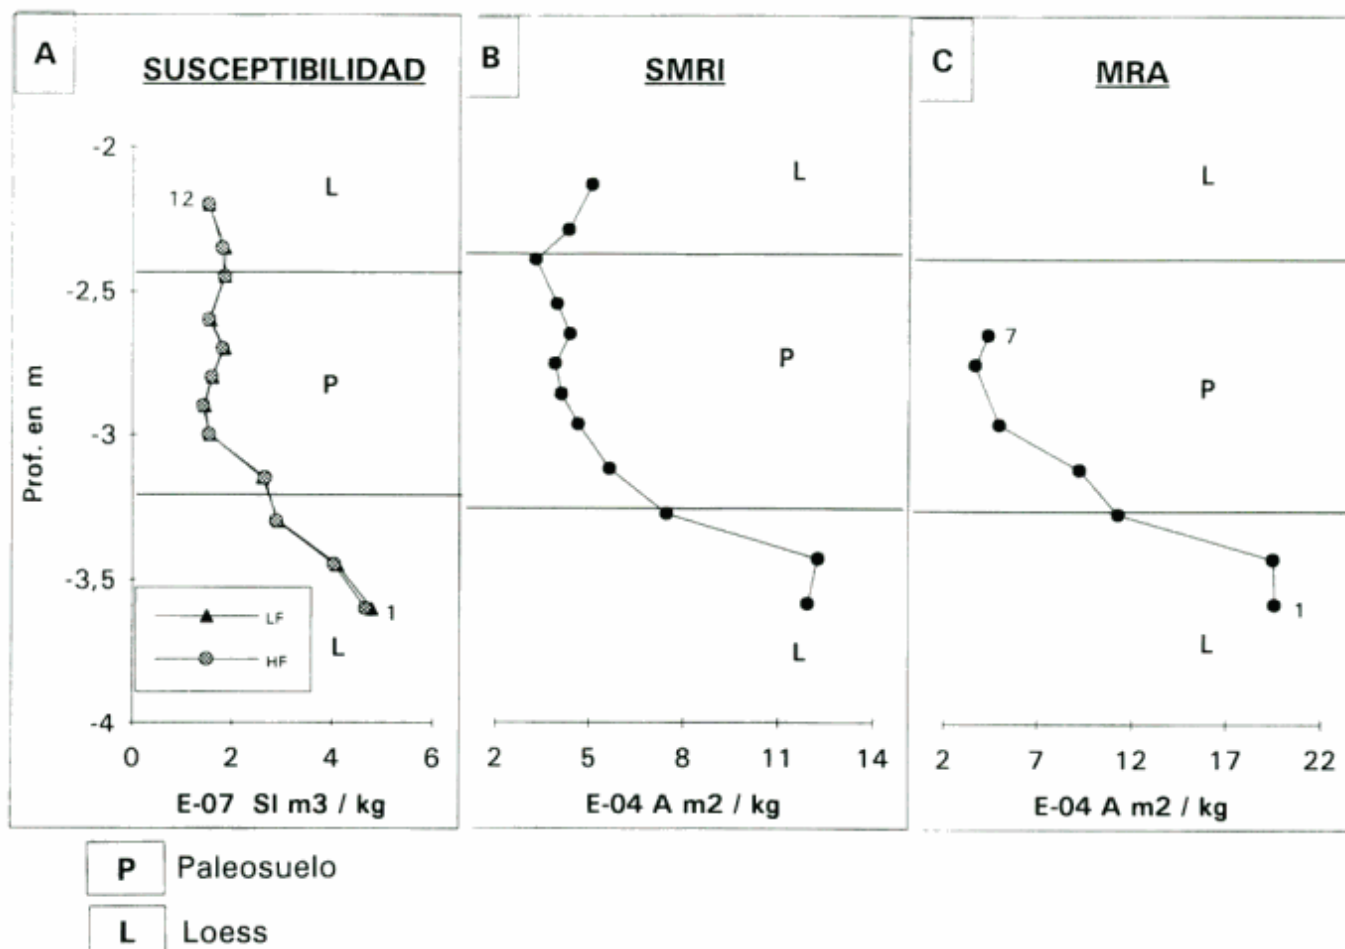 A
SUSCEPTIBILIDAD
B
SMRI
C
MRA
Prof. en m
-2
-2,5
-3
-3,5
-4
12
L
P
1
L
LF
HF
0 2 4 6
E-07 SI m3 / kg
L
P
L
2 5 8 11 14
E-04 A m2 / kg
L
7
P
1
L
2 7 12 17 22
E-04 A m2 / kg
P Paleosuelo
L Loess